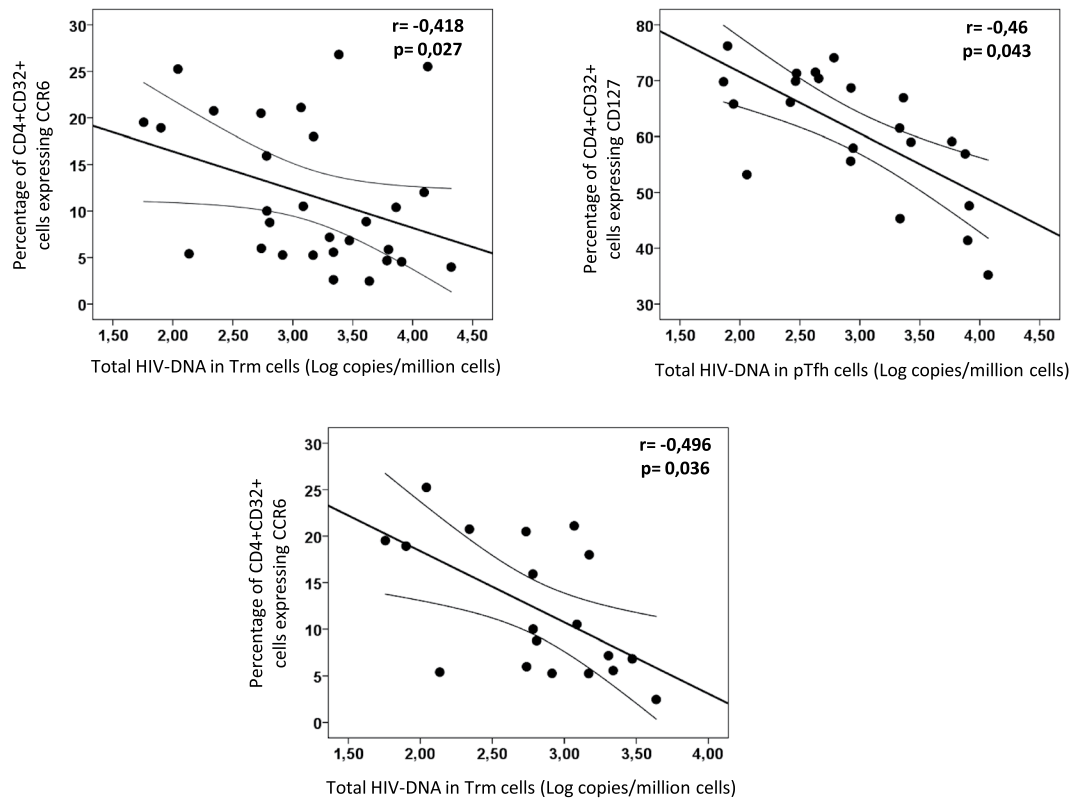 r= -0,418
p= 0,027
Percentage of CD4+CD32+
cells expressing CCR6
30
25
20
15
10
5
0
1,50 2,00 2,50 3,00 3,50 4,00 4,50
Total HIV-DNA in Trm cells (Log copies/million cells)
r= -0,46
p= 0,043
Percentage of CD4+CD32+
cells expressing CD127
80
70
60
50
40
30
1,50 2,00 2,50 3,00 3,50 4,00 4,50
Total HIV-DNA in pTfh cells (Log copies/million cells)
r= -0,496
p= 0,036
Percentage of CD4+CD32+
cells expressing CCR6
30
25
20
15
10
5
0
1,50 2,00 2,50 3,00 3,50 4,00
Total HIV-DNA in Trm cells (Log copies/million cells)